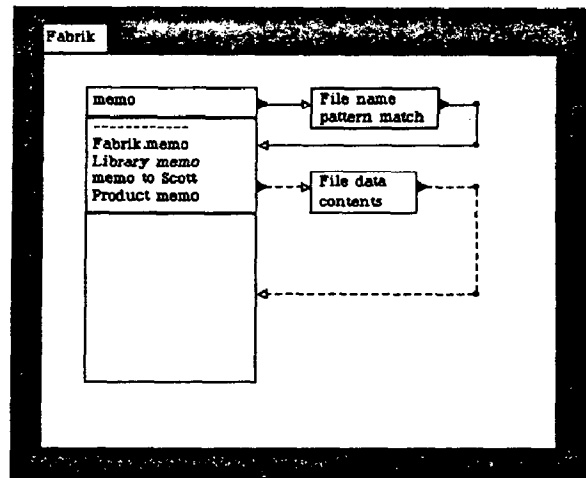 Fabrik
memo
File name
pattern match
Fabrik.memo
Library memo
memo to Scott
Product memo
File data
contents